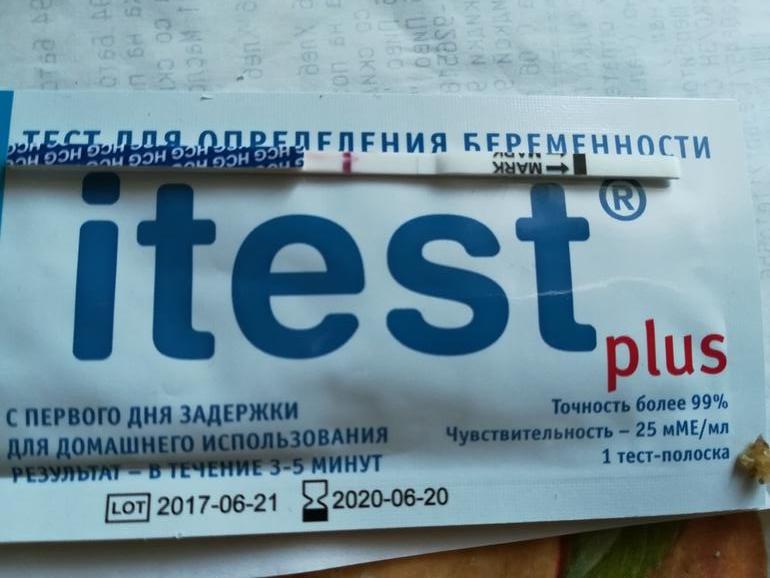 ТЕСТ ДЛЯ ОПРЕДЕЛЕНИЯ БЕРЕМЕННОСТИ
HCG HCG HCG HCG HCG HCG HCG
MARK
itest®
plus
С ПЕРВОГО ДНЯ ЗАДЕРЖКИ
ДЛЯ ДОМАШНЕГО ИСПОЛЬЗОВАНИЯ
РЕЗУЛЬТАТ – В ТЕЧЕНИЕ 3-5 МИНУТ
Точность более 99%
Чувствительность – 25 мМЕ/мл
1 тест-полоска
LOT 2017-06-21 2020-06-20